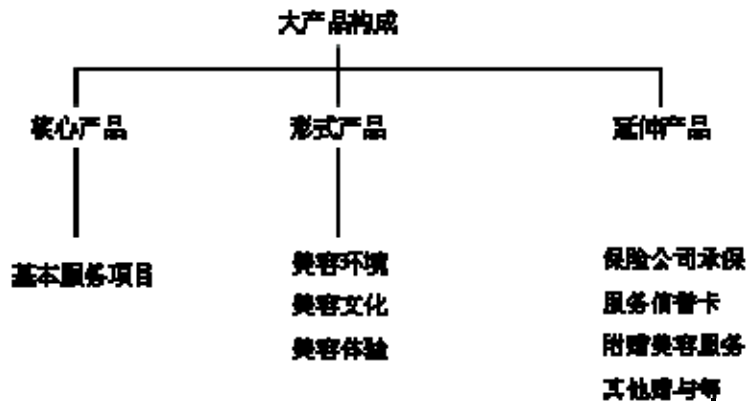 大产品构成
核心产品
形式产品
延伸产品
基本服务项目
美容环境
美容文化
美容体验
保险公司承保
服务信誉卡
附赠美容服务
其他赠与等